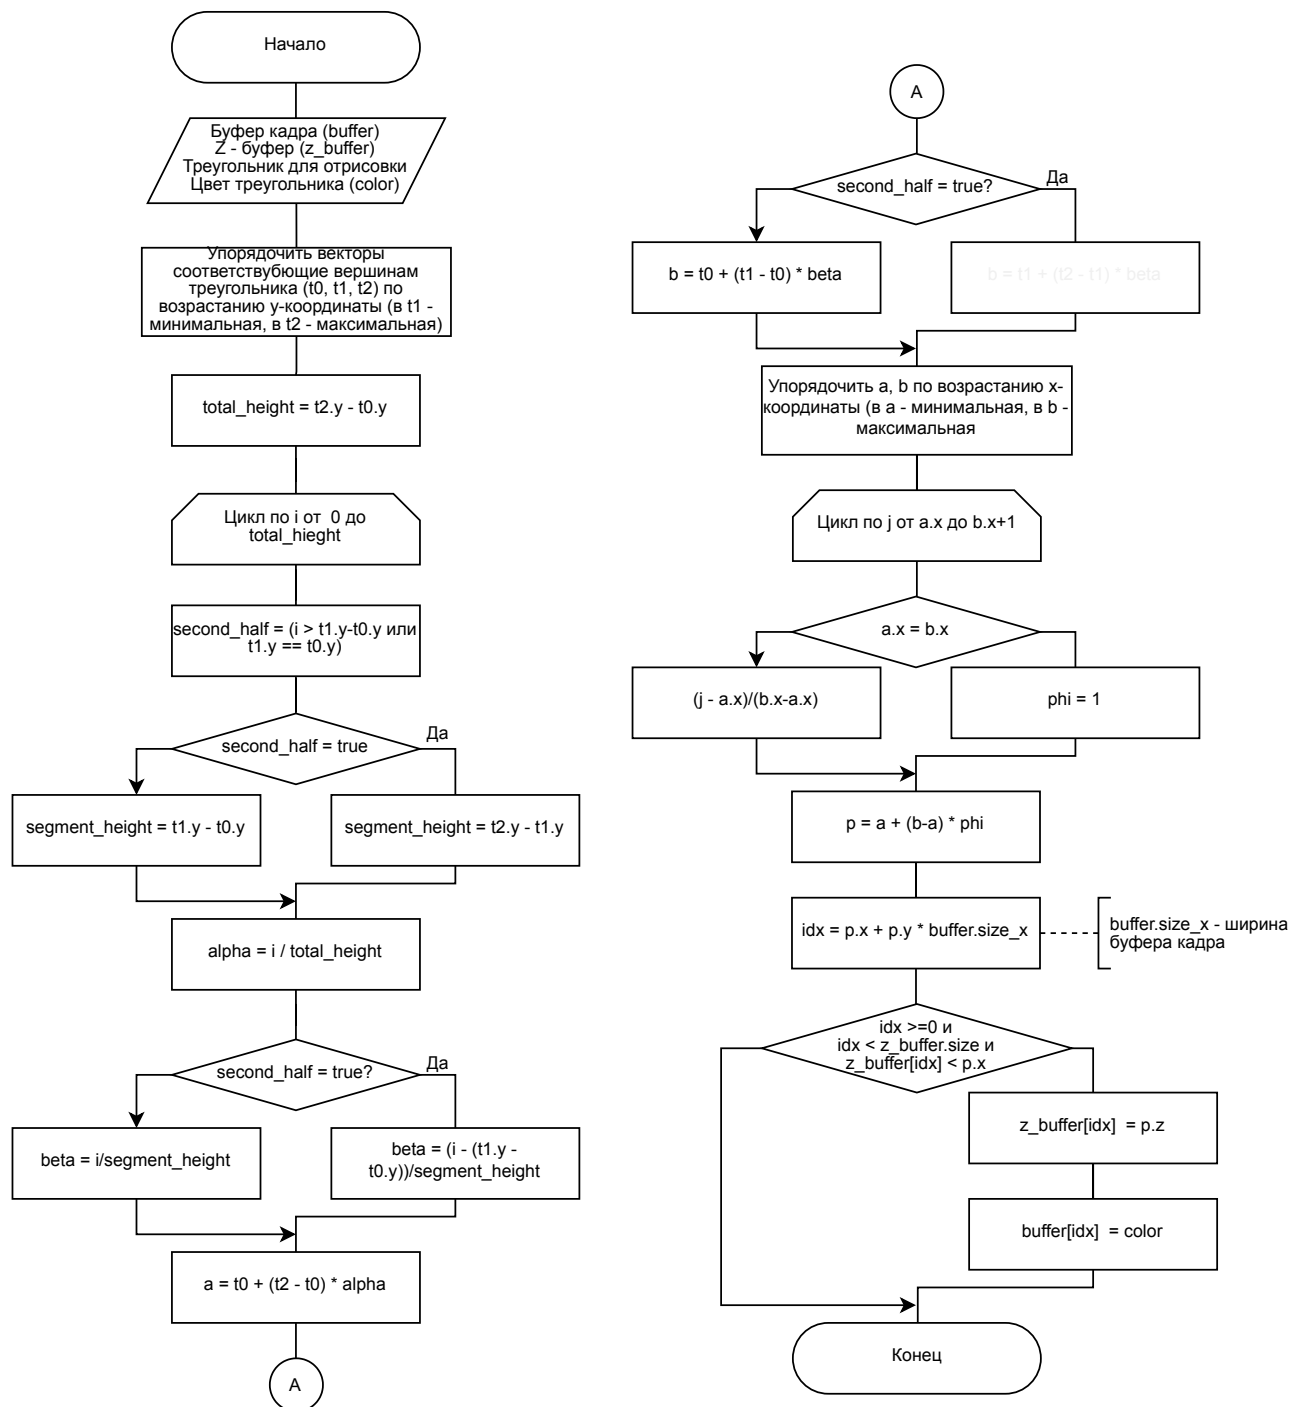 Начало
Буфер кадра (buffer)
Z - буфер (z_buffer)
Треугольник для отрисовки
Цвет треугольника (color)
Упорядочить векторы
соответствубющие вершинам
треугольника (t0, t1, t2) по
возрастанию y-координаты (в t1 -
минимальная, в t2 - максимальная)
total_height = t2.y - t0.y
Цикл по i от 0 до
total_hieght
second_half = (i > t1.y-t0.y или
t1.y == t0.y)
second_half = true
Да
segment_height = t1.y - t0.y
segment_height = t2.y - t1.y
alpha = i / total_height
second_half = true?
Да
beta = i/segment_height
beta = (i - (t1.y -
t0.y))/segment_height
a = t0 + (t2 - t0) * alpha
A
A
second_half = true?
Да
b = t0 + (t1 - t0) * beta
b = t1 + (t2 - t1) * beta
Упорядочить a, b по возрастанию x-
координаты (в a - минимальная, в b -
максимальная
Цикл по j от a.x до b.x+1
a.x = b.x
(j - a.x)/(b.x-a.x)
phi = 1
p = a + (b-a) * phi
idx = p.x + p.y * buffer.size_x
buffer.size_x - ширина
буфера кадра
idx >=0 и
idx < z_buffer.size и
z_buffer[idx] < p.x
z_buffer[idx] = p.z
buffer[idx] = color
Конец